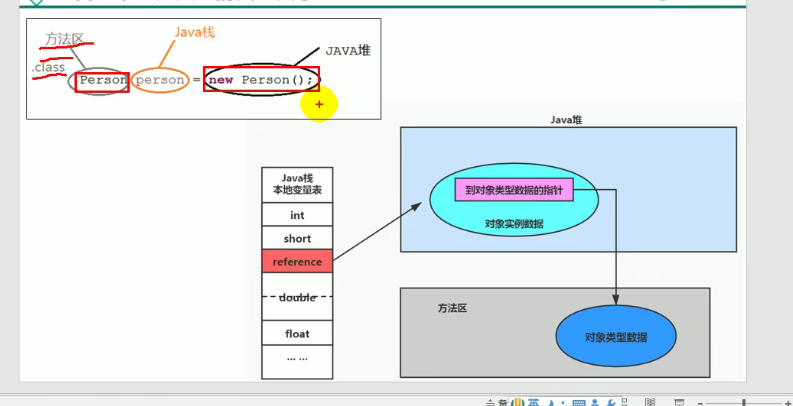 方法区
Java栈
JAVA堆
.class
Person person = new Person();
Java堆
Java栈
本地变量表
int
short
reference
double
float
... ...
到对象类型数据的指针
对象实例数据
方法区
对象类型数据
英